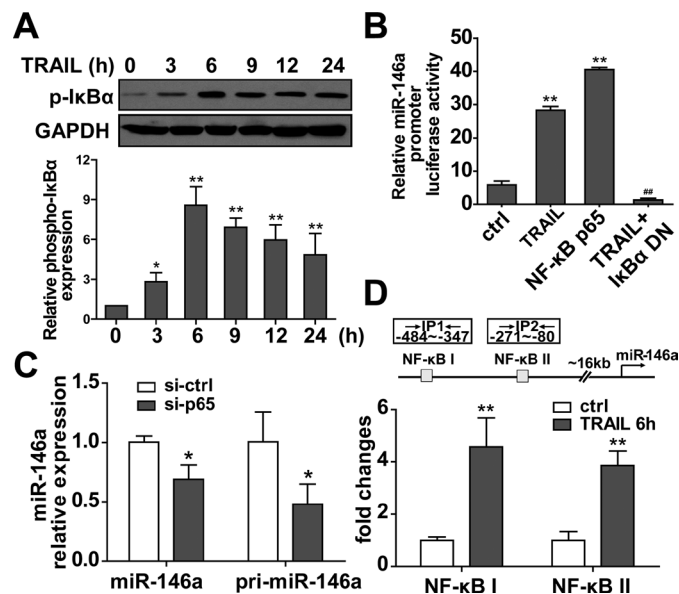 A
TRAIL (h) 0 3 6 9 12 24
p-IκBα
GAPDH
Relative phospho-IκBα
expression
12
9
6
3
0
* ** ** ** **
0 3 6 9 12 24 (h)
B
Relative miR-146a
promoter
luciferase activity
50
40
30
20
10
0
** ** ##
ctrl
TRAIL
NF-κB p65
TRAIL+
IκBα DN
C
miR-146a
relative expression
si-ctrl
si-p65
1.5
1.0
0.5
0.0
* *
miR-146a pri-miR-146a
D
IP1
-484~-347
IP2
-271~-80
NF-κB I
NF-κB II
~16kb
miR-146a
fold changes
ctrl
TRAIL 6h
6
4
2
0
** **
NF-κB I NF-κB II